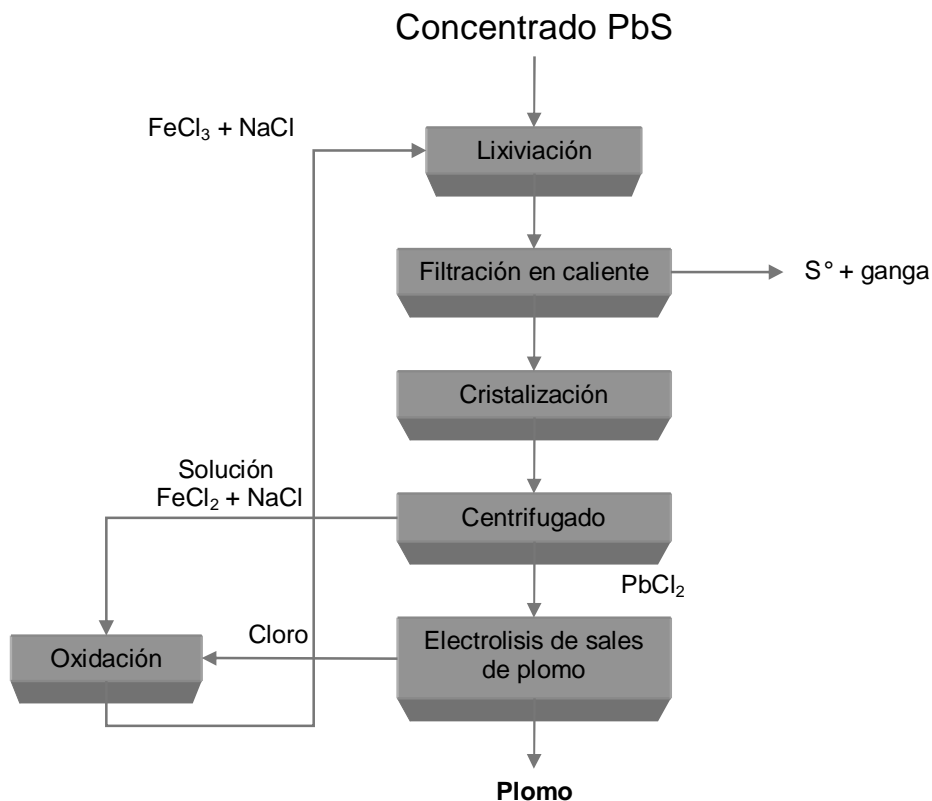 Concentrado PbS
FeCl₃ + NaCl
Lixiviación
Filtración en caliente
S° + ganga
Cristalización
Solución
FeCl₂ + NaCl
Centrifugado
PbCl₂
Cloro
Electrolisis de sales
de plomo
Oxidación
Plomo